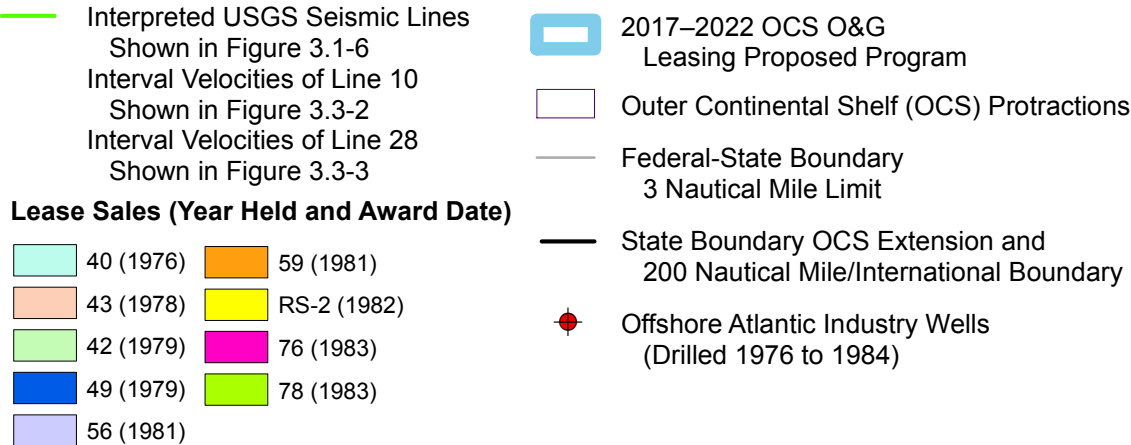 Interpreted USGS Seismic Lines
Shown in Figure 3.1-6
Interval Velocities of Line 10
Shown in Figure 3.3-2
Interval Velocities of Line 28
Shown in Figure 3.3-3
Lease Sales (Year Held and Award Date)
40 (1976)
43 (1978)
42 (1979)
49 (1979)
56 (1981)
59 (1981)
RS-2 (1982)
76 (1983)
78 (1983)
2017–2022 OCS O&G
Leasing Proposed Program
Outer Continental Shelf (OCS) Protractions
Federal-State Boundary
3 Nautical Mile Limit
State Boundary OCS Extension and
200 Nautical Mile/International Boundary
Offshore Atlantic Industry Wells
(Drilled 1976 to 1984)